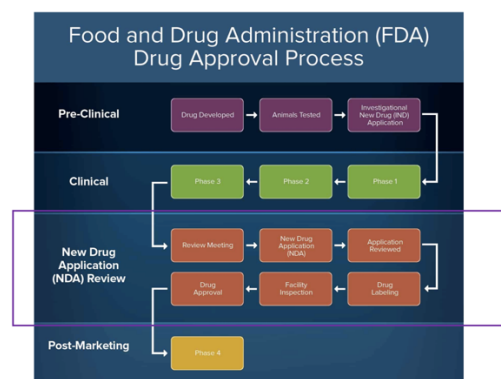 Food and Drug Administration (FDA)
Drug Approval Process
Pre-Clinical
Drug Developed
Animals Tested
Investigational
New Drug (IND)
Application
Clinical
Phase 3
Phase 2
Phase 1
New Drug
Application
(NDA) Review
Review Meeting
New Drug
Application
(NDA)
Application
Reviewed
Drug
Approval
Facility
Inspection
Drug
Labeling
Post-Marketing
Phase 4